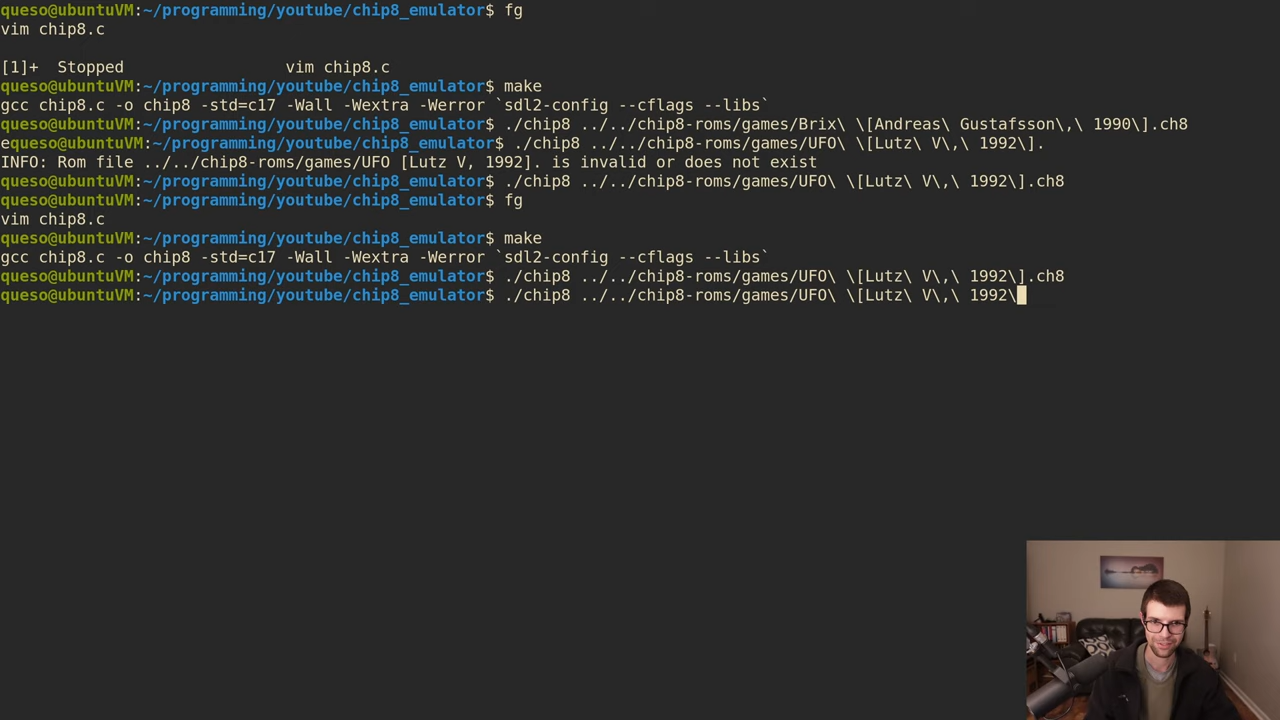 queso@ubuntuVM:~/programming/youtube/chip8_emulator$ fg
vim chip8.c
[1]+  Stopped                 vim chip8.c
queso@ubuntuVM:~/programming/youtube/chip8_emulator$ make
gcc chip8.c -o chip8 -std=c17 -Wall -Wextra -Werror `sdl2-config --cflags --libs`
queso@ubuntuVM:~/programming/youtube/chip8_emulator$ ./chip8 ../../chip8-roms/games/Brix\ \[Andreas\ Gustafsson\,\ 1990\].ch8
equeso@ubuntuVM:~/programming/youtube/chip8_emulator$ ./chip8 ../../chip8-roms/games/UFO\ \[Lutz\ V\,\ 1992\].
INFO: Rom file ../../chip8-roms/games/UFO [Lutz V, 1992]. is invalid or does not exist
queso@ubuntuVM:~/programming/youtube/chip8_emulator$ ./chip8 ../../chip8-roms/games/UFO\ \[Lutz\ V\,\ 1992\].ch8
queso@ubuntuVM:~/programming/youtube/chip8_emulator$ fg
vim chip8.c
queso@ubuntuVM:~/programming/youtube/chip8_emulator$ make
gcc chip8.c -o chip8 -std=c17 -Wall -Wextra -Werror `sdl2-config --cflags --libs`
queso@ubuntuVM:~/programming/youtube/chip8_emulator$ ./chip8 ../../chip8-roms/games/UFO\ \[Lutz\ V\,\ 1992\].ch8
queso@ubuntuVM:~/programming/youtube/chip8_emulator$ ./chip8 ../../chip8-roms/games/UFO\ \[Lutz\ V\,\ 1992\